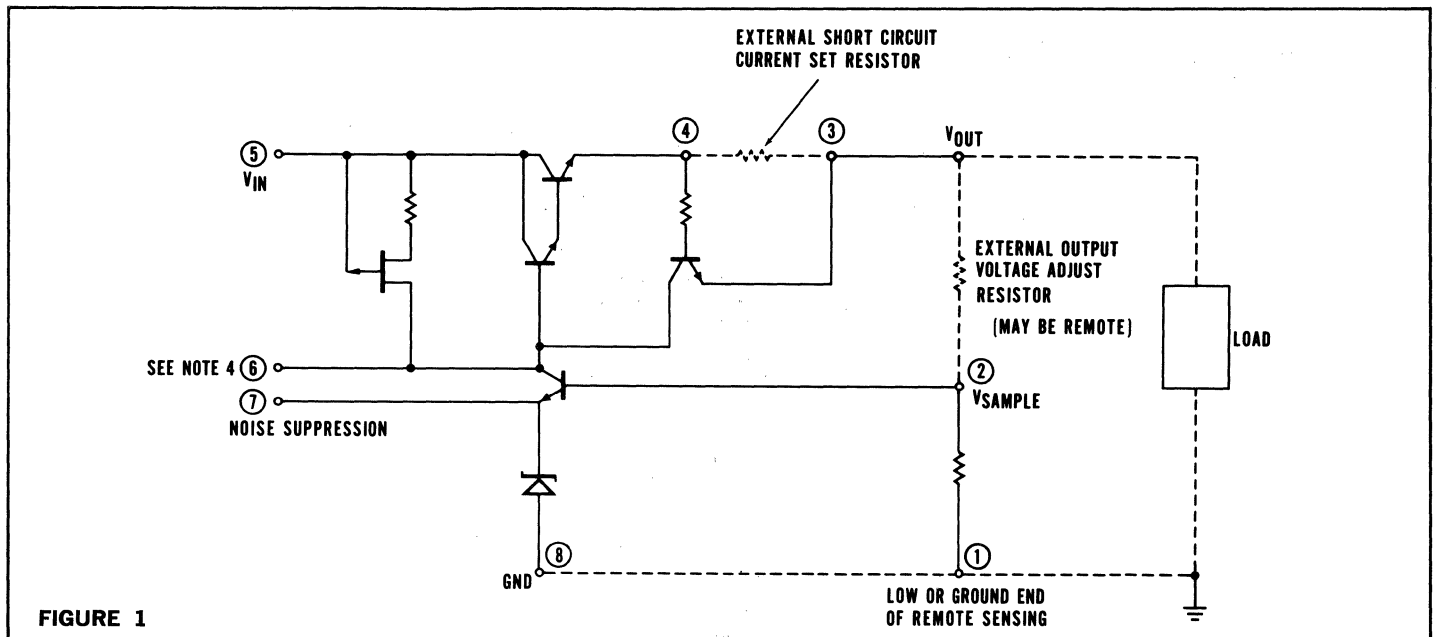 EXTERNAL SHORT CIRCUIT
CURRENT SET RESISTOR
5
VIN
4
3
VOUT
EXTERNAL OUTPUT
VOLTAGE ADJUST
RESISTOR
(MAY BE REMOTE)
LOAD
SEE NOTE 4 6
7
NOISE SUPPRESSION
2
VSAMPLE
8
GND
1
LOW OR GROUND END
OF REMOTE SENSING
FIGURE 1